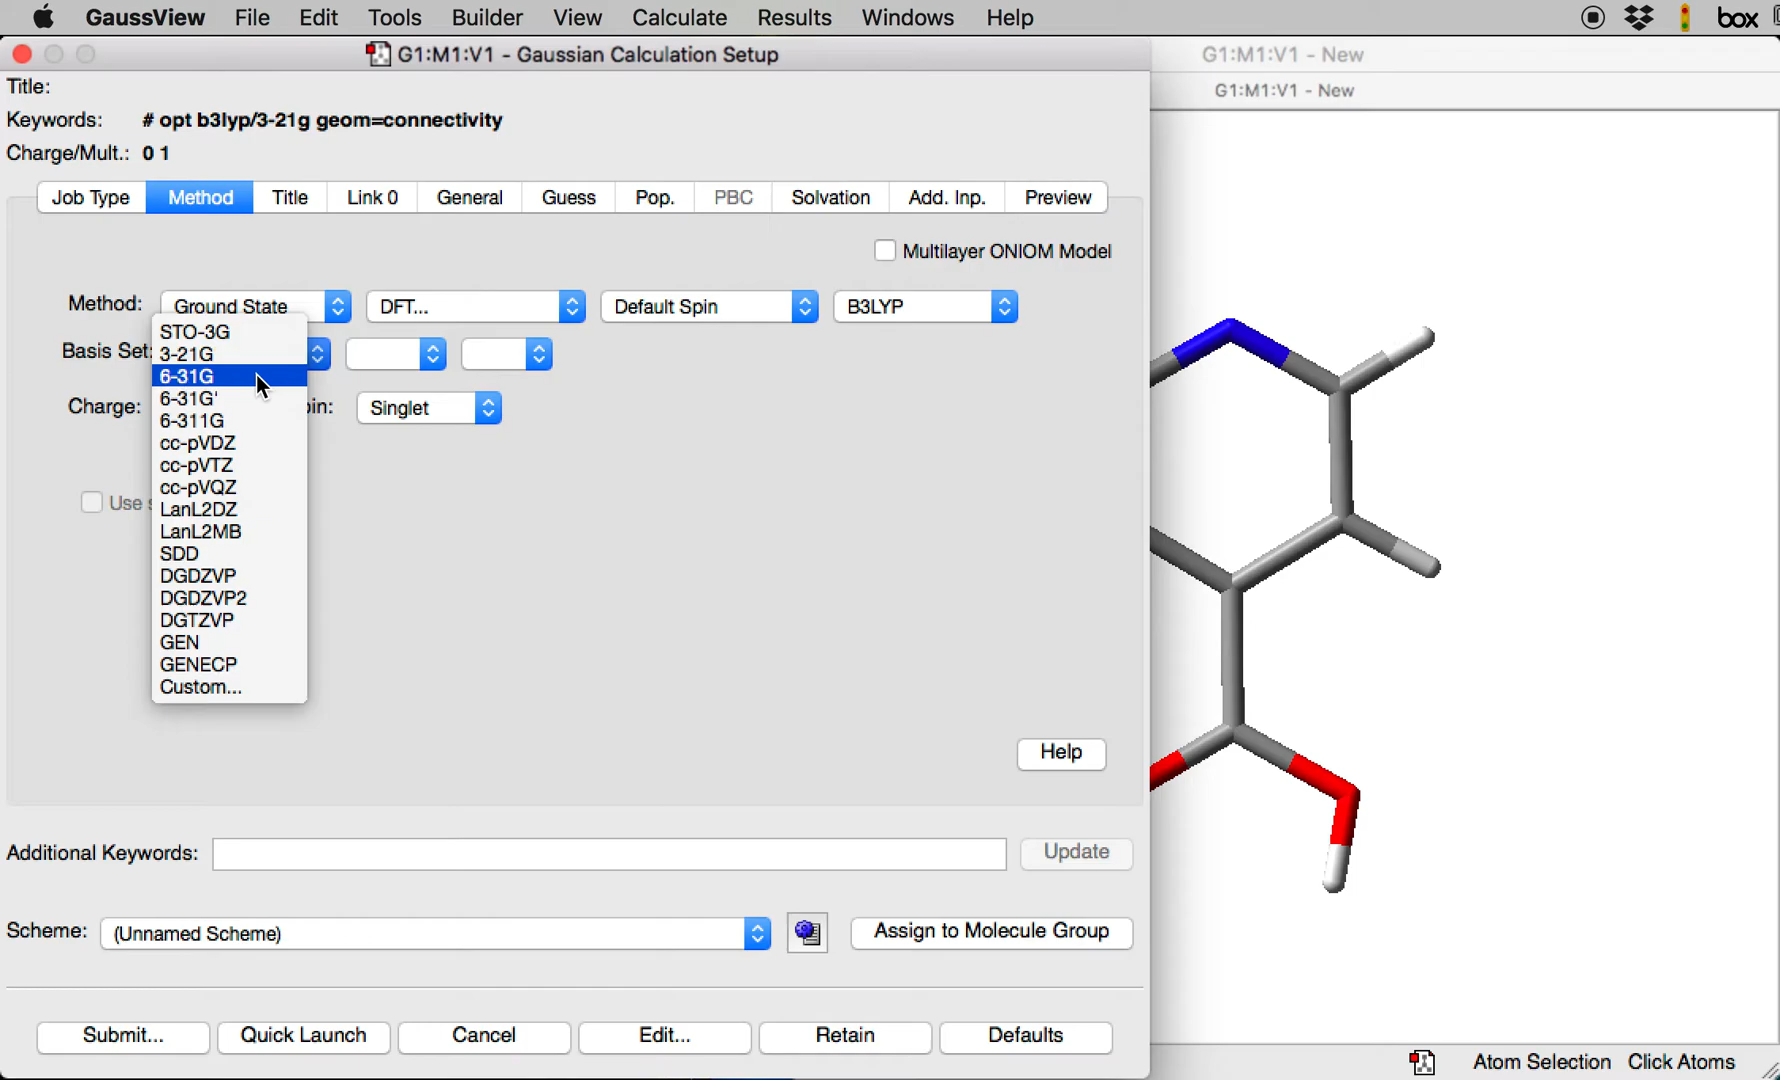 GaussView File Edit Tools Builder View Calculate Results Windows Help box
G1:M1:V1 - Gaussian Calculation Setup
G1:M1:V1 - New
G1:M1:V1 - New
Title:
Keywords: # opt b3lyp/3-21g geom=connectivity
Charge/Mult.: 0 1
Job Type Method Title Link 0 General Guess Pop. PBC Solvation Add. Inp. Preview
Multilayer ONIOM Model
Method: Ground State DFT... Default Spin B3LYP
Basis Set:
STO-3G
3-21G
6-31G
6-31G'
6-311G
cc-pVDZ
cc-pVTZ
cc-pVQZ
LanL2DZ
LanL2MB
SDD
DGDZVP
DGDZVP2
DGTZVP
GEN
GENECP
Custom...
Charge: Singlet
Use
Help
Additional Keywords: Update
Scheme: (Unnamed Scheme) Assign to Molecule Group
Submit... Quick Launch Cancel Edit... Retain Defaults
Atom Selection Click Atoms